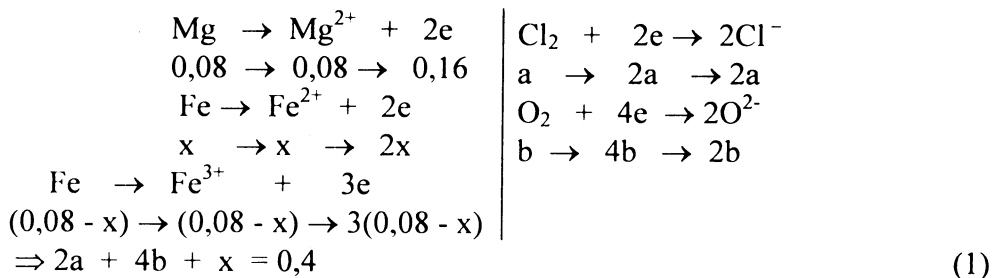 Mg → Mg²⁺ + 2e
0,08 → 0,08 → 0,16
Fe → Fe²⁺ + 2e
x → x → 2x
Fe → Fe³⁺ + 3e
(0,08 - x) → (0,08 - x) → 3(0,08 - x)
Cl₂ + 2e → 2Cl⁻
a → 2a → 2a
O₂ + 4e → 2O²⁻
b → 4b → 2b
⇒ 2a + 4b + x = 0,4 (1)